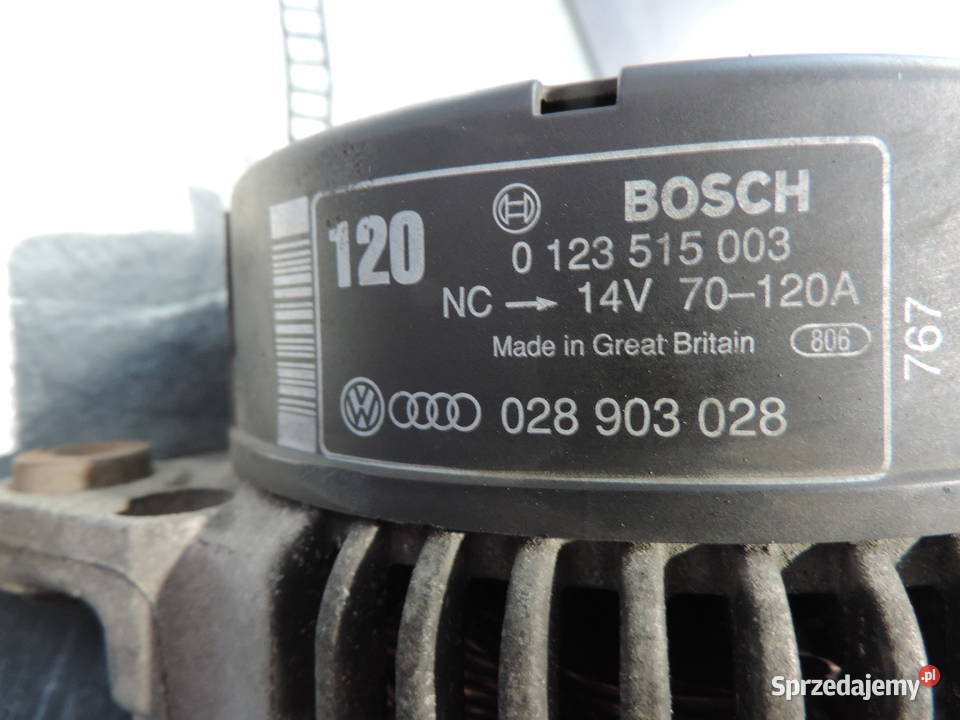 120
BOSCH
0 123 515 003
NC → 14V 70–120A
Made in Great Britain 806
028 903 028
767
Sprzedajemy.pl